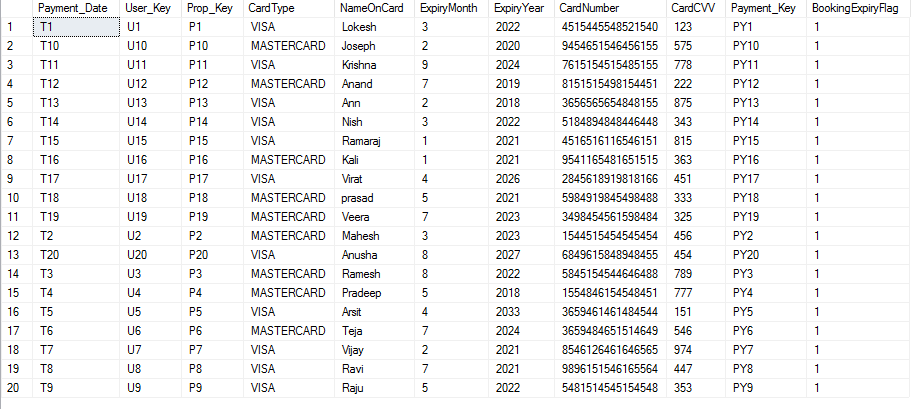 Payment_Date User_Key Prop_Key CardType NameOnCard ExpiryMonth ExpiryYear CardNumber CardCVV Payment_Key BookingExpiryFlag
1 T1 U1 P1 VISA Lokesh 3 2022 4515445548521540 123 PY1 1
2 T10 U10 P10 MASTERCARD Joseph 2 2020 9454651546456155 575 PY10 1
3 T11 U11 P11 VISA Krishna 9 2024 7615154515485155 778 PY11 1
4 T12 U12 P12 MASTERCARD Anand 7 2019 8151515498154451 222 PY12 1
5 T13 U13 P13 VISA Ann 2 2018 3656565654848155 875 PY13 1
6 T14 U14 P14 VISA Nish 3 2022 5184894848446448 343 PY14 1
7 T15 U15 P15 VISA Ramaraj 1 2021 4516516116546151 815 PY15 1
8 T16 U16 P16 MASTERCARD Kali 1 2021 9541165481651515 363 PY16 1
9 T17 U17 P17 VISA Virat 4 2026 2845618919818166 451 PY17 1
10 T18 U18 P18 MASTERCARD prasad 5 2021 5984919845498488 333 PY18 1
11 T19 U19 P19 MASTERCARD Veera 7 2023 3498454561598484 325 PY19 1
12 T2 U2 P2 MASTERCARD Mahesh 3 2023 1544515454545454 456 PY2 1
13 T20 U20 P20 VISA Anusha 8 2027 6849615848948455 454 PY20 1
14 T3 U3 P3 MASTERCARD Ramesh 8 2022 5845154544646488 789 PY3 1
15 T4 U4 P4 MASTERCARD Pradeep 5 2018 1554846154548451 777 PY4 1
16 T5 U5 P5 VISA Arsit 4 2033 3659461461484544 151 PY5 1
17 T6 U6 P6 MASTERCARD Teja 7 2024 3659484651514649 546 PY6 1
18 T7 U7 P7 VISA Vijay 2 2021 8546126461646565 974 PY7 1
19 T8 U8 P8 VISA Ravi 7 2021 9896151546165564 447 PY8 1
20 T9 U9 P9 VISA Raju 5 2022 5481514545154548 353 PY9 1